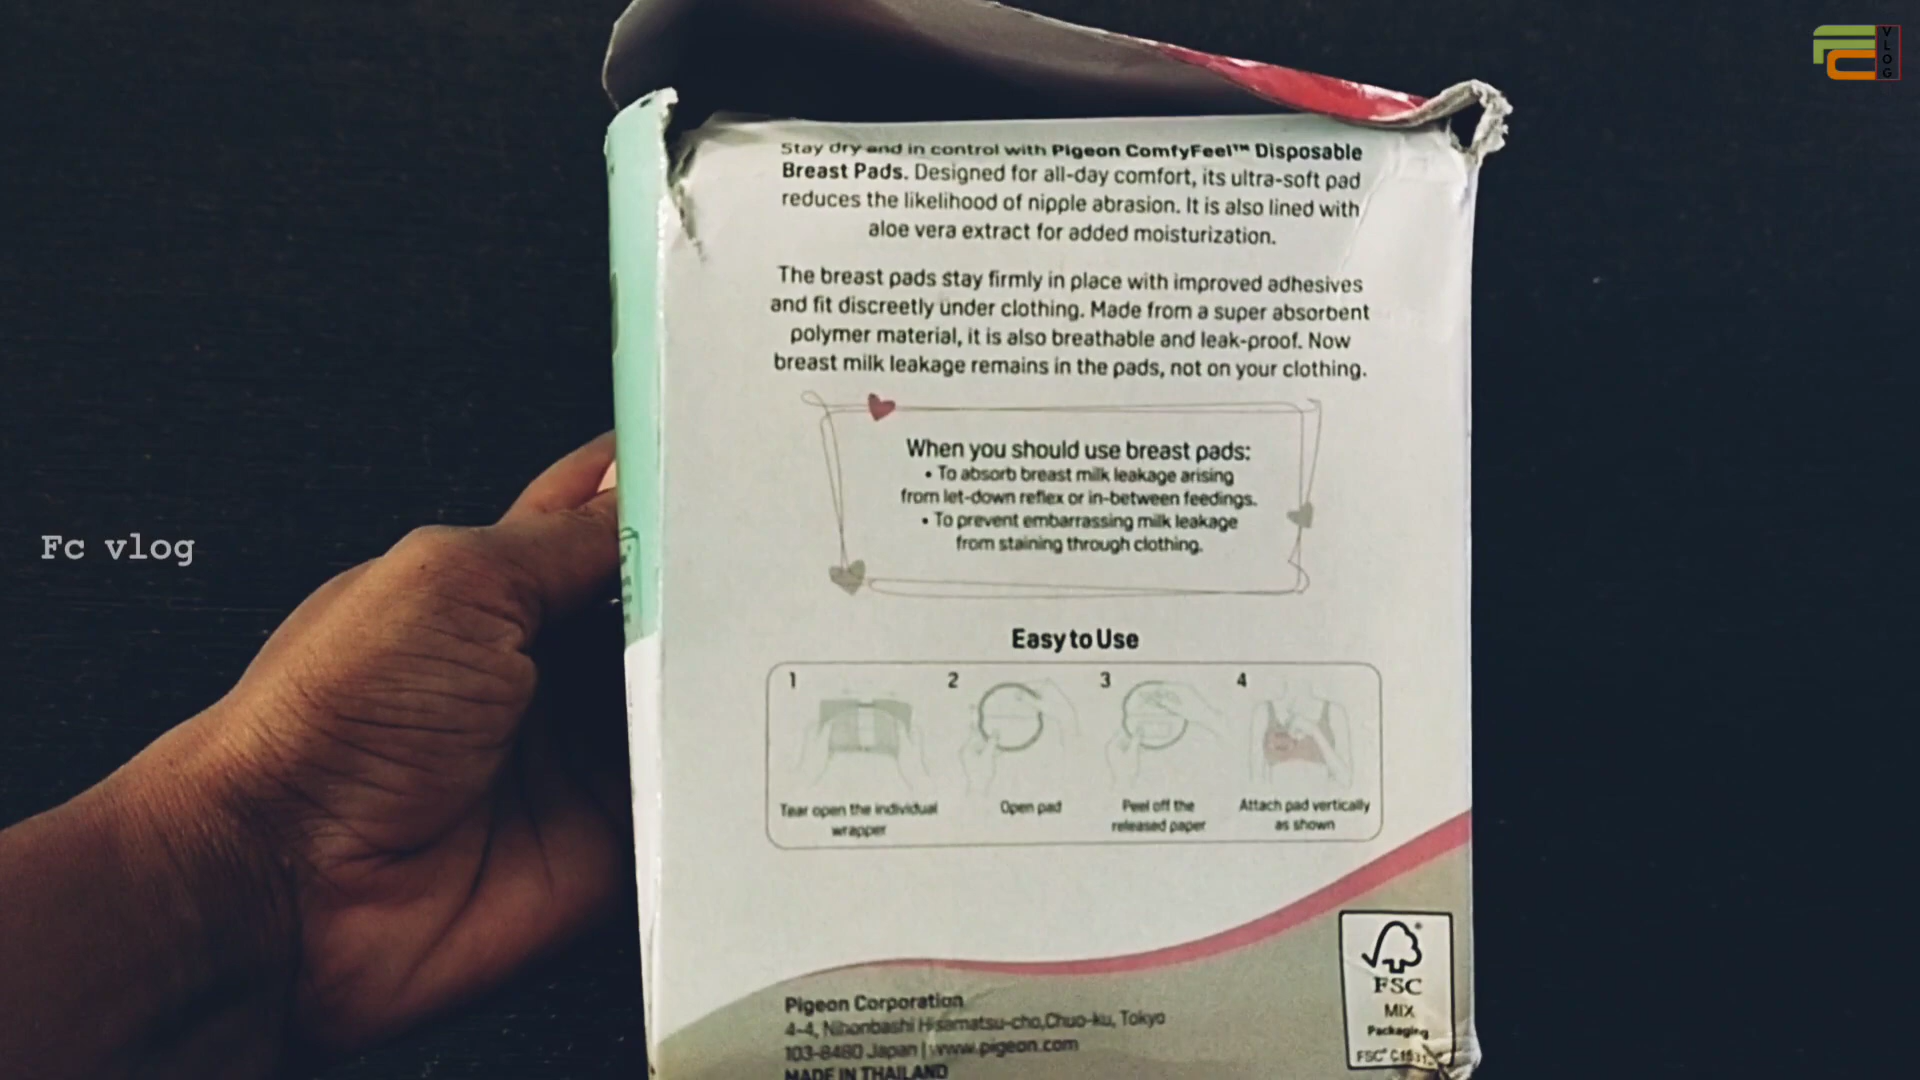 VLOG
Stay dry and in control with Pigeon ComfyFeel™ Disposable
Breast Pads. Designed for all-day comfort, its ultra-soft pad
reduces the likelihood of nipple abrasion. It is also lined with
aloe vera extract for added moisturization.
The breast pads stay firmly in place with improved adhesives
and fit discreetly under clothing. Made from a super absorbent
polymer material, it is also breathable and leak-proof. Now
breast milk leakage remains in the pads, not on your clothing.
When you should use breast pads:
• To absorb breast milk leakage arising
from let-down reflex or in-between feedings.
• To prevent embarrassing milk leakage
from staining through clothing.
Fc vlog
Easy to Use
1 2 3 4
Tear open the individual
wrapper
Open pad
Peel off the
released paper
Attach pad vertically
as shown
Pigeon Corporation
4-4, Nihonbashi Hisamatsu-cho,Chuo-ku, Tokyo
103-8480 Japan | www.pigeon.com
MADE IN THAILAND
FSC
MIX
Packaging
FSC®